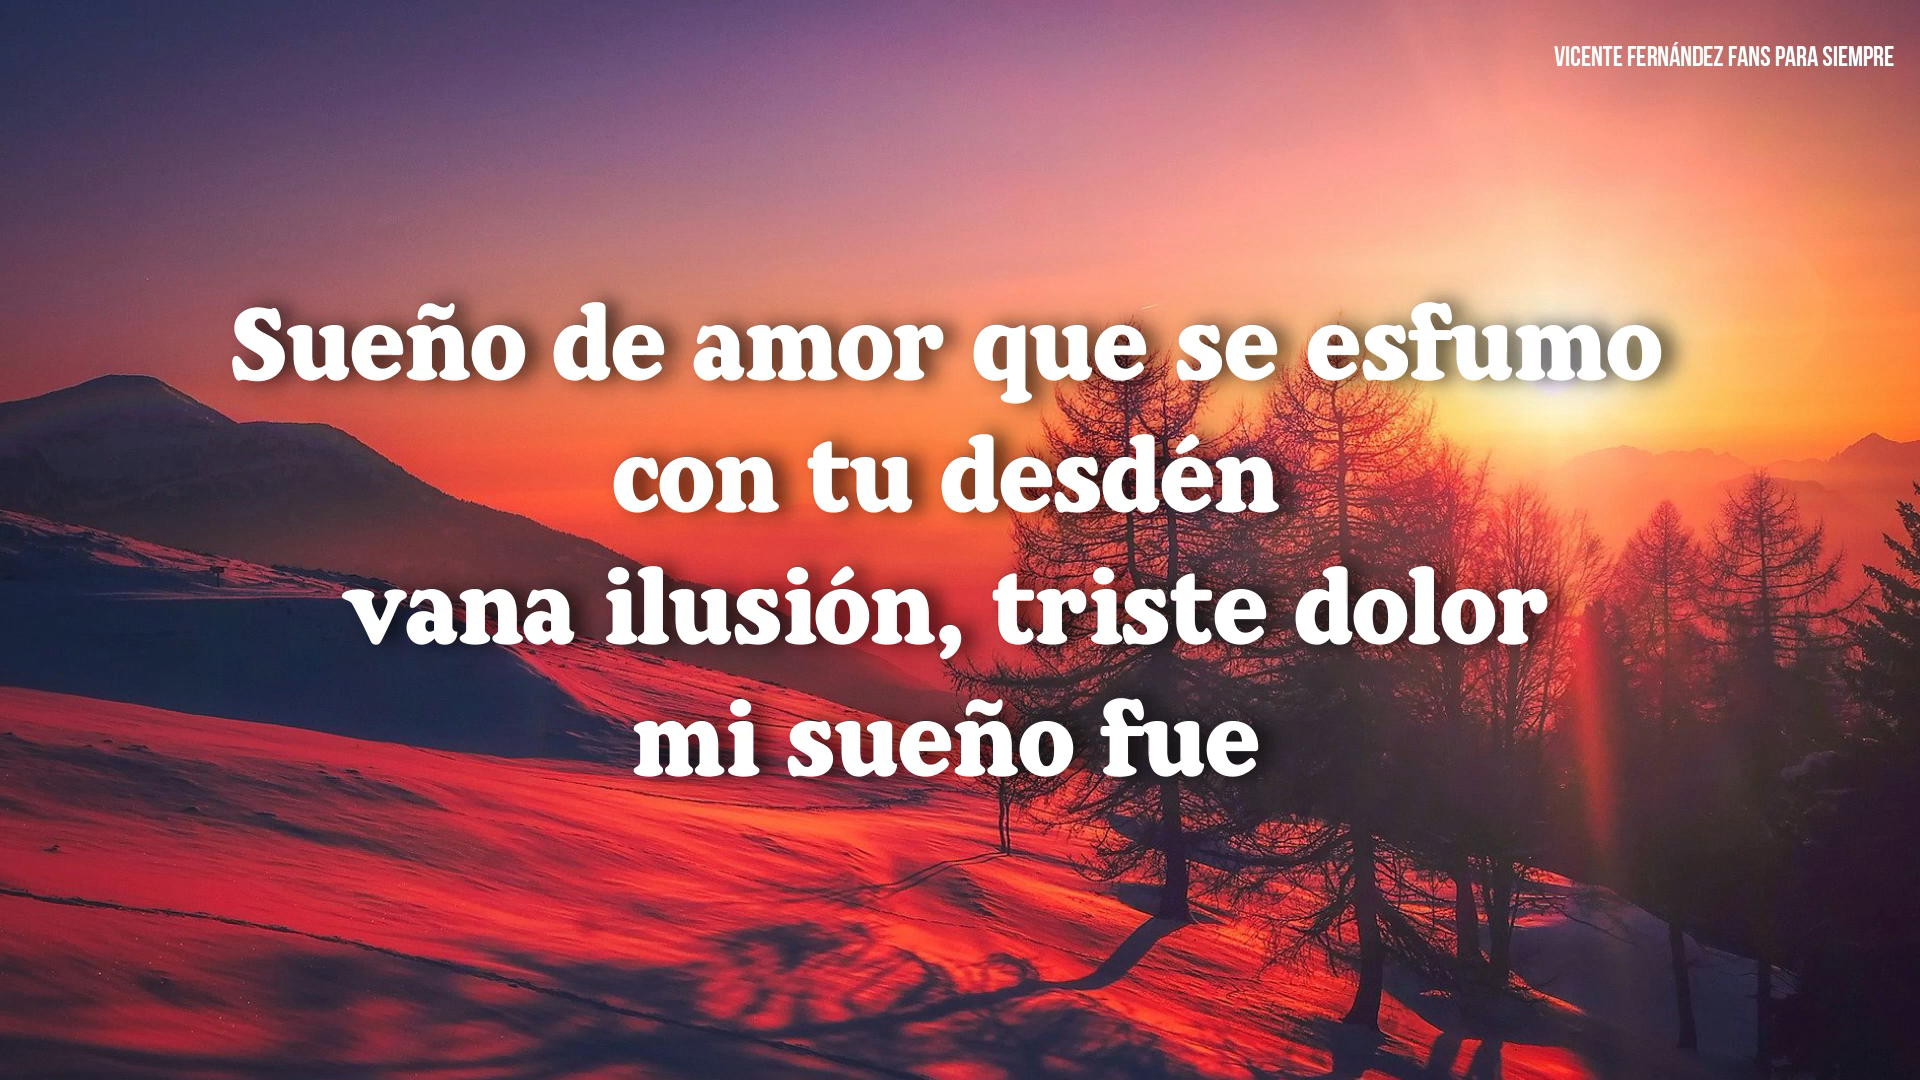 VICENTE FERNÁNDEZ FANS PARA SIEMPRE
Sueño de amor que se esfumo
con tu desdén
vana ilusión, triste dolor
mi sueño fue